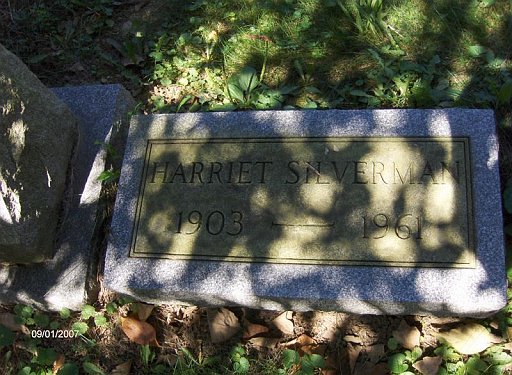 HARRIET SILVERMAN
1903 — 1961
09/01/2007